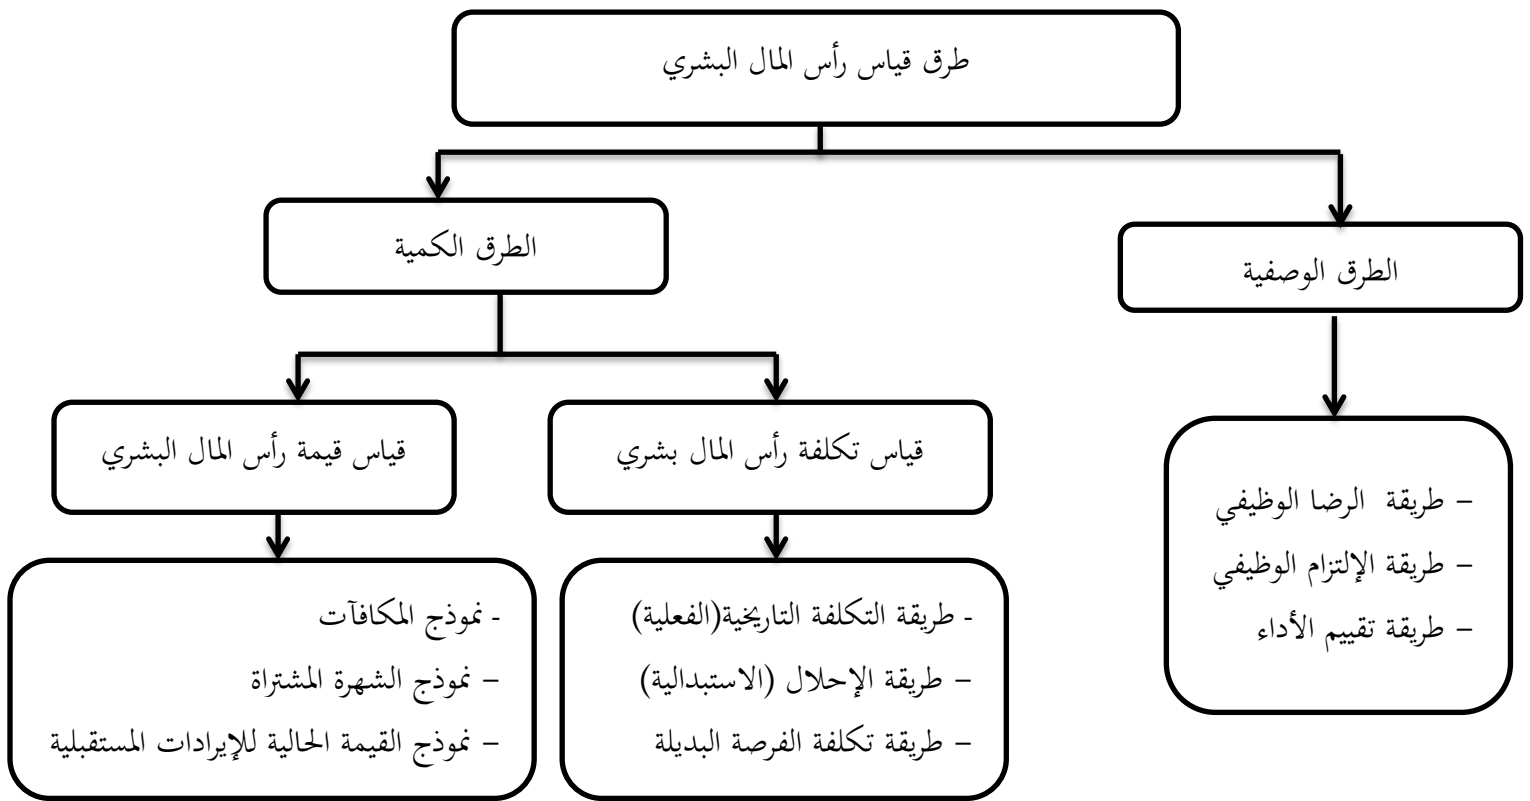 طرق قياس رأس المال البشري
الطرق الوصفية
الطرق الكمية
– طريقة الرضا الوظيفي
– طريقة الإلتزام الوظيفي
– طريقة تقييم الأداء
قياس تكلفة رأس المال بشري
قياس قيمة رأس المال البشري
- طريقة التكلفة التاريخية(الفعلية)
– طريقة الإحلال (الاستبدالية)
– طريقة تكلفة الفرصة البديلة
- نموذج المكافآت
– نموذج الشهرة المشتراة
– نموذج القيمة الحالية للإيرادات المستقبلية